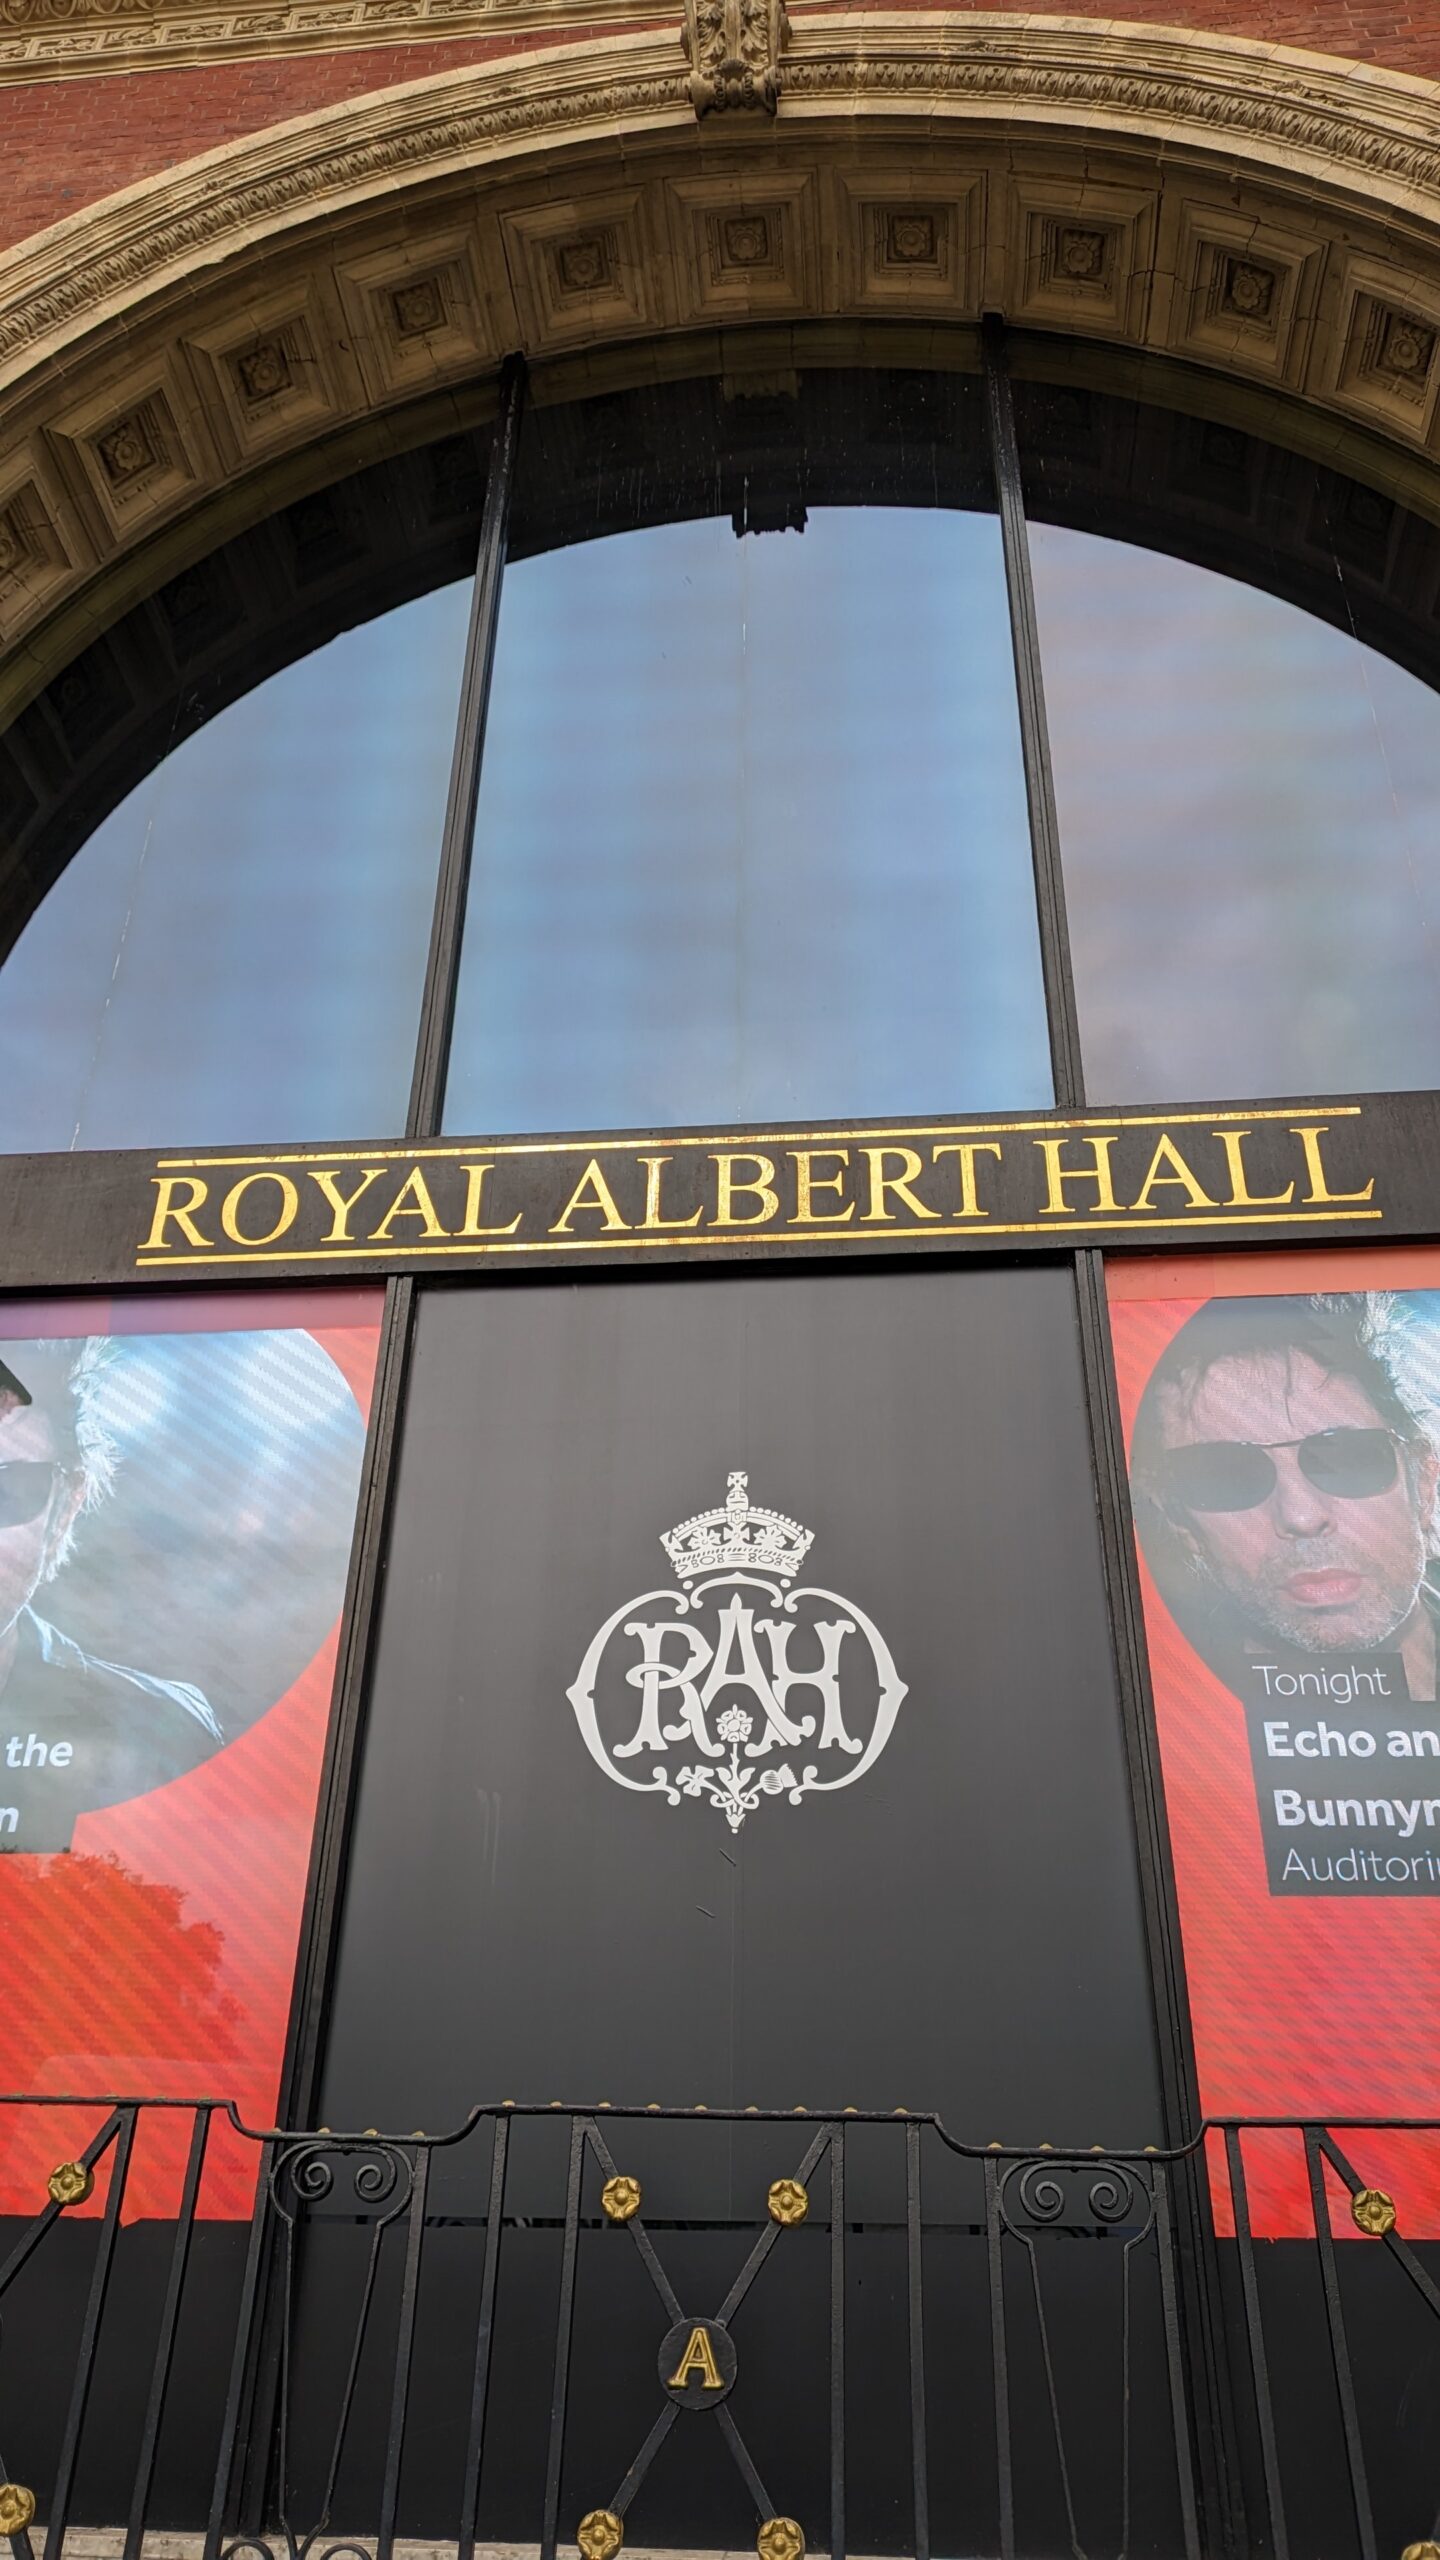 ROYAL ALBERT HALL
the
n
RAH
Tonight
Echo an
Bunnym
Auditori
A